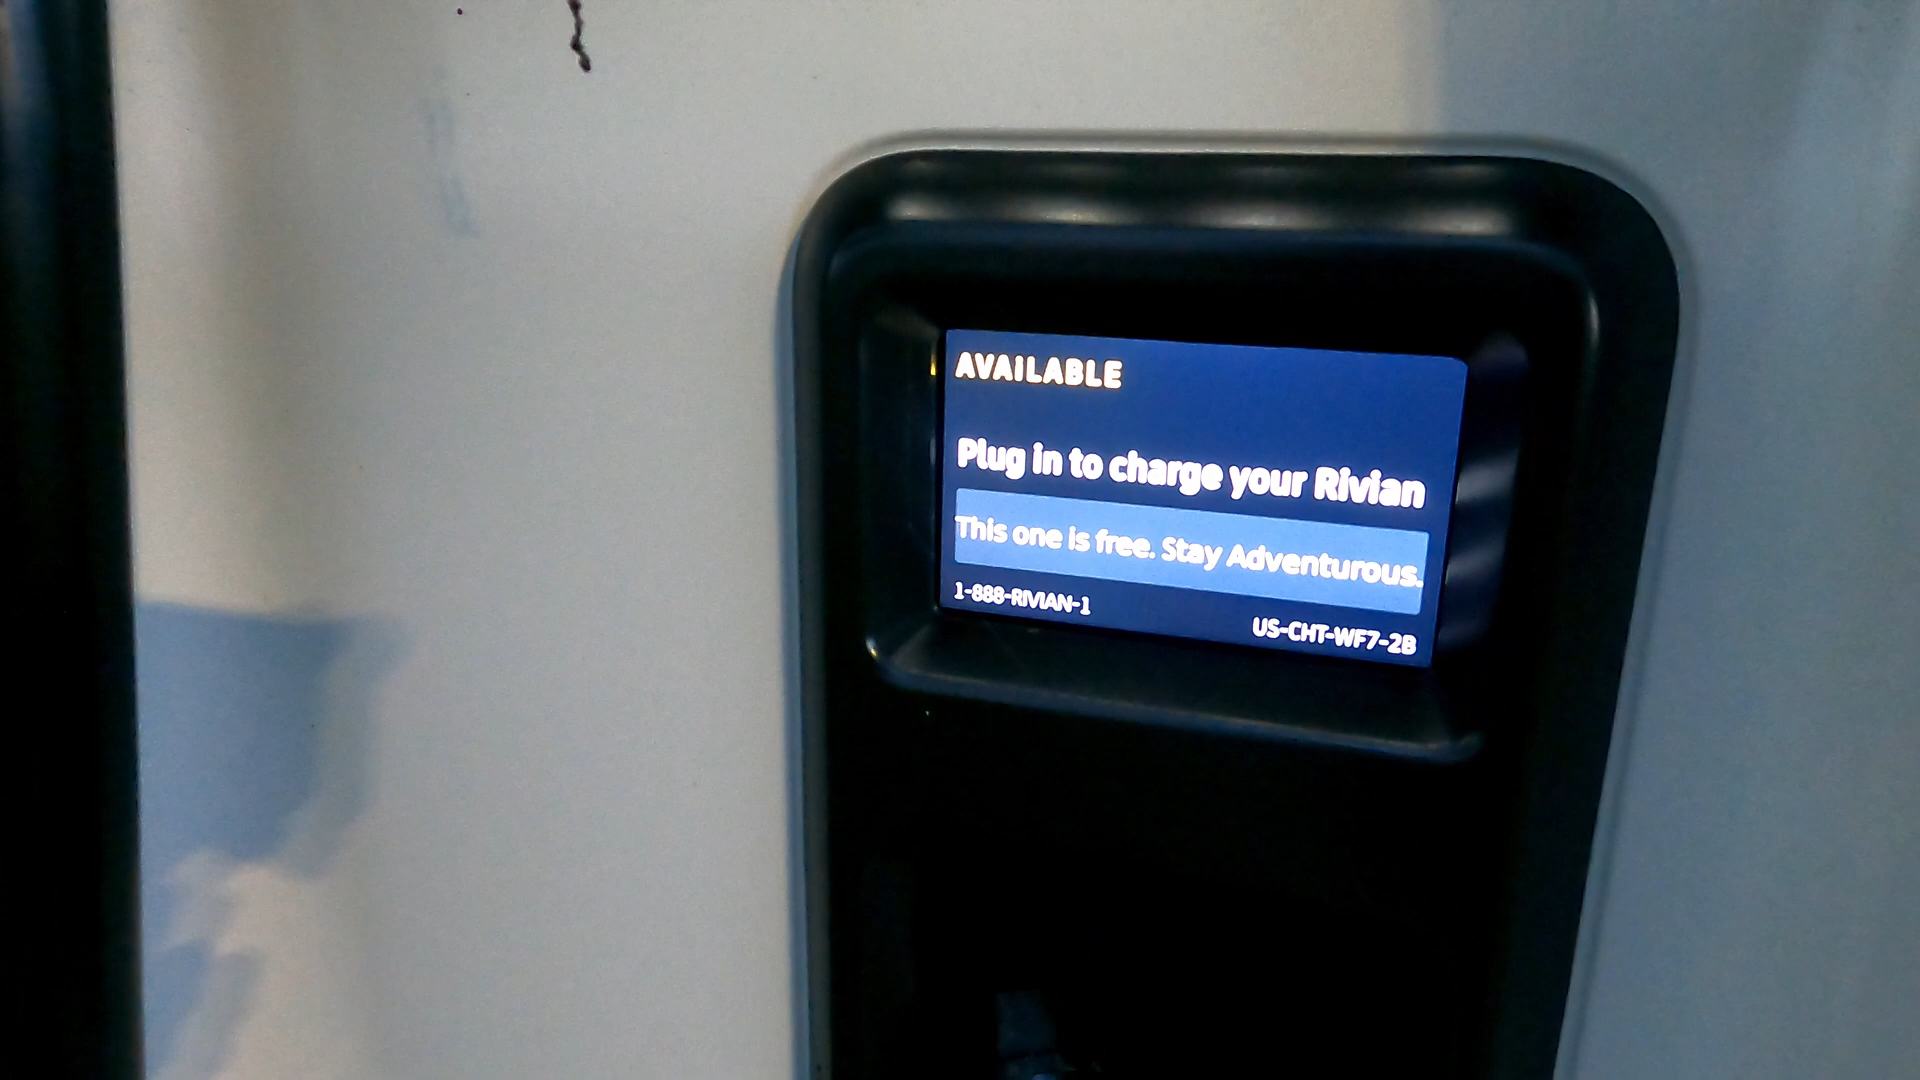 AVAILABLE
Plug in to charge your Rivian
This one is free. Stay Adventurous.
1-888-RIVIAN-1
US-CHT-WF7-2B